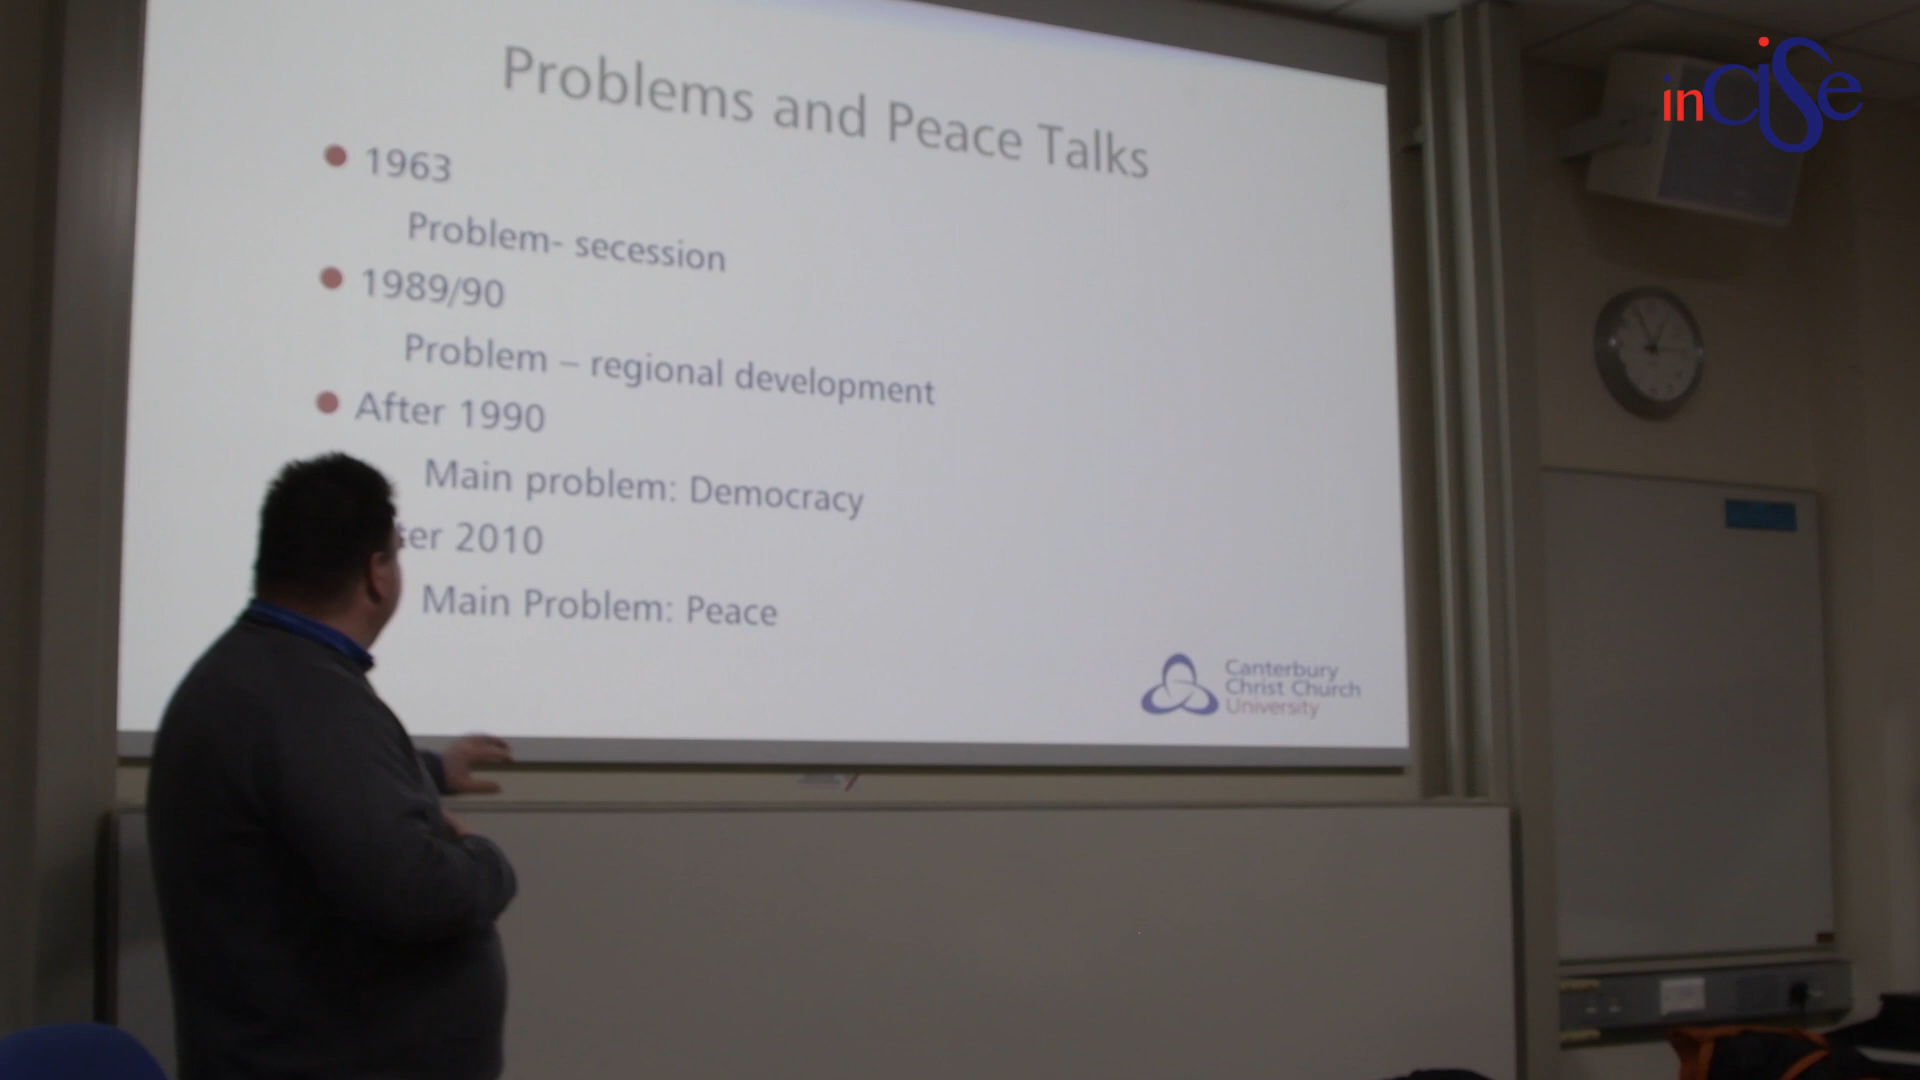 inCiSe
Problems and Peace Talks
1963
Problem- secession
1989/90
Problem – regional development
After 1990
Main problem: Democracy
ter 2010
Main Problem: Peace
Canterbury
Christ Church
University